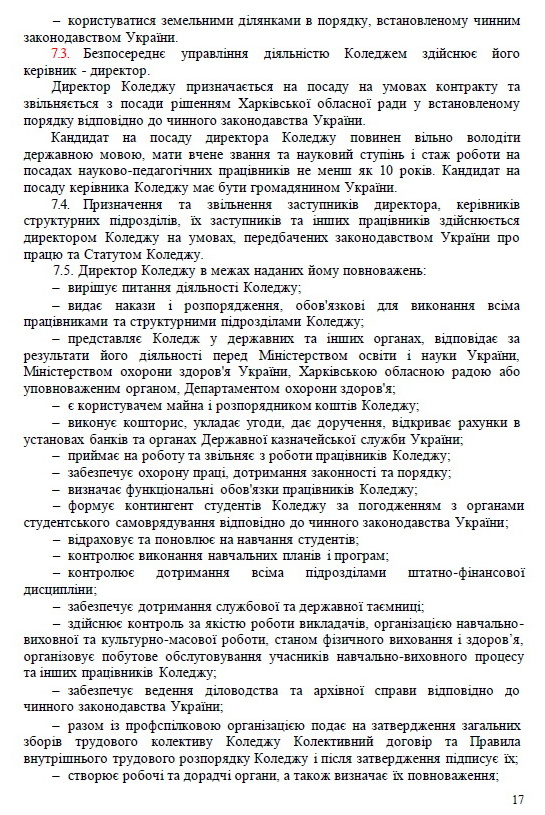 – користуватися земельними ділянками в порядку, встановленому чинним
законодавством України.
7.3. Безпосереднє управління діяльністю Коледжем здійснює його
керівник - директор.
Директор Коледжу призначається на посаду на умовах контракту та
звільняється з посади рішенням Харківської обласної ради у встановленому
порядку відповідно до чинного законодавства України.
Кандидат на посаду директора Коледжу повинен вільно володіти
державною мовою, мати вчене звання та науковий ступінь і стаж роботи на
посадах науково-педагогічних працівників не менш як 10 років. Кандидат на
посаду керівника Коледжу має бути громадянином України.
7.4. Призначення та звільнення заступників директора, керівників
структурних підрозділів, їх заступників та інших працівників здійснюється
директором Коледжу на умовах, передбачених законодавством України про
працю та Статутом Коледжу.
7.5. Директор Коледжу в межах наданих йому повноважень:
– вирішує питання діяльності Коледжу;
– видає накази і розпорядження, обов'язкові для виконання всіма
працівниками та структурними підрозділами Коледжу;
– представляє Коледж у державних та інших органах, відповідає за
результати його діяльності перед Міністерством освіти і науки України,
Міністерством охорони здоров'я України, Харківською обласною радою або
уповноваженим органом, Департаментом охорони здоров'я;
– є користувачем майна і розпорядником коштів Коледжу;
– виконує кошторис, укладає угоди, дає доручення, відкриває рахунки в
установах банків та органах Державної казначейської служби України;
– приймає на роботу та звільняє з роботи працівників Коледжу;
– забезпечує охорону праці, дотримання законності та порядку;
– визначає функціональні обов'язки працівників Коледжу;
– формує контингент студентів Коледжу за погодженням з органами
студентського самоврядування відповідно до чинного законодавства України;
– відраховує та поновлює на навчання студентів;
– контролює виконання навчальних планів і програм;
– контролює дотримання всіма підрозділами штатно-фінансової
дисципліни;
– забезпечує дотримання службової та державної таємниці;
– здійснює контроль за якістю роботи викладачів, організацією навчально-
виховної та культурно-масової роботи, станом фізичного виховання і здоров’я,
організовує побутове обслуговування учасників навчально-виховного процесу
та інших працівників Коледжу;
– забезпечує ведення діловодства та архівної справи відповідно до
чинного законодавства України;
– разом із профспілковою організацією подає на затвердження загальних
зборів трудового колективу Коледжу Колективний договір та Правила
внутрішнього трудового розпорядку Коледжу і після затвердження підписує їх;
– створює робочі та дорадчі органи, а також визначає їх повноваження;
17